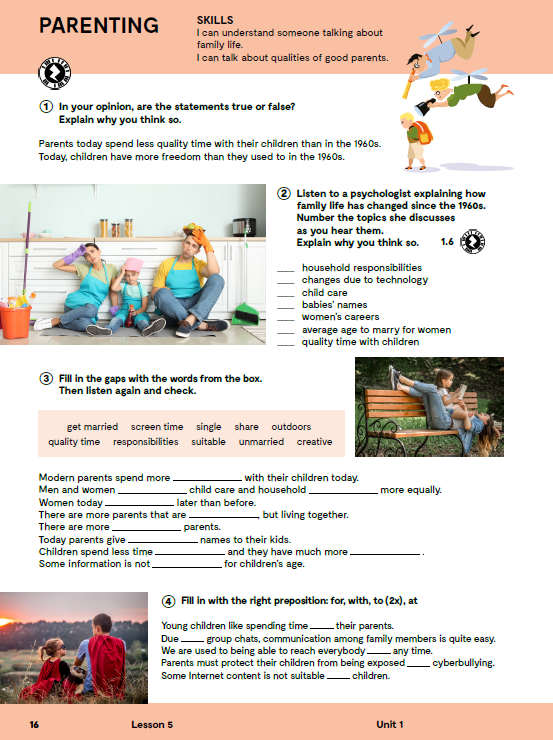 PARENTING
SKILLS
I can understand someone talking about
family life.
I can talk about qualities of good parents.
1 In your opinion, are the statements true or false?
Explain why you think so.
Parents today spend less quality time with their children than in the 1960s.
Today, children have more freedom than they used to in the 1960s.
2 Listen to a psychologist explaining how
family life has changed since the 1960s.
Number the topics she discusses
as you hear them.
Explain why you think so. 1.6
____ household responsibilities
____ changes due to technology
____ child care
____ babies' names
____ women's careers
____ average age to marry for women
____ quality time with children
3 Fill in the gaps with the words from the box.
Then listen again and check.
get married screen time single share outdoors
quality time responsibilities suitable unmarried creative
Modern parents spend more ____________ with their children today.
Men and women ____________ child care and household ____________ more equally.
Women today ____________ later than before.
There are more parents that are ____________, but living together.
There are more ____________ parents.
Today parents give ____________ names to their kids.
Children spend less time ____________ and they have much more ____________ .
Some information is not ____________ for children's age.
4 Fill in with the right preposition: for, with, to (2x), at
Young children like spending time ____ their parents.
Due ____ group chats, communication among family members is quite easy.
We are used to being able to reach everybody ____ any time.
Parents must protect their children from being exposed ____ cyberbullying.
Some Internet content is not suitable ____ children.
16 Lesson 5 Unit 1